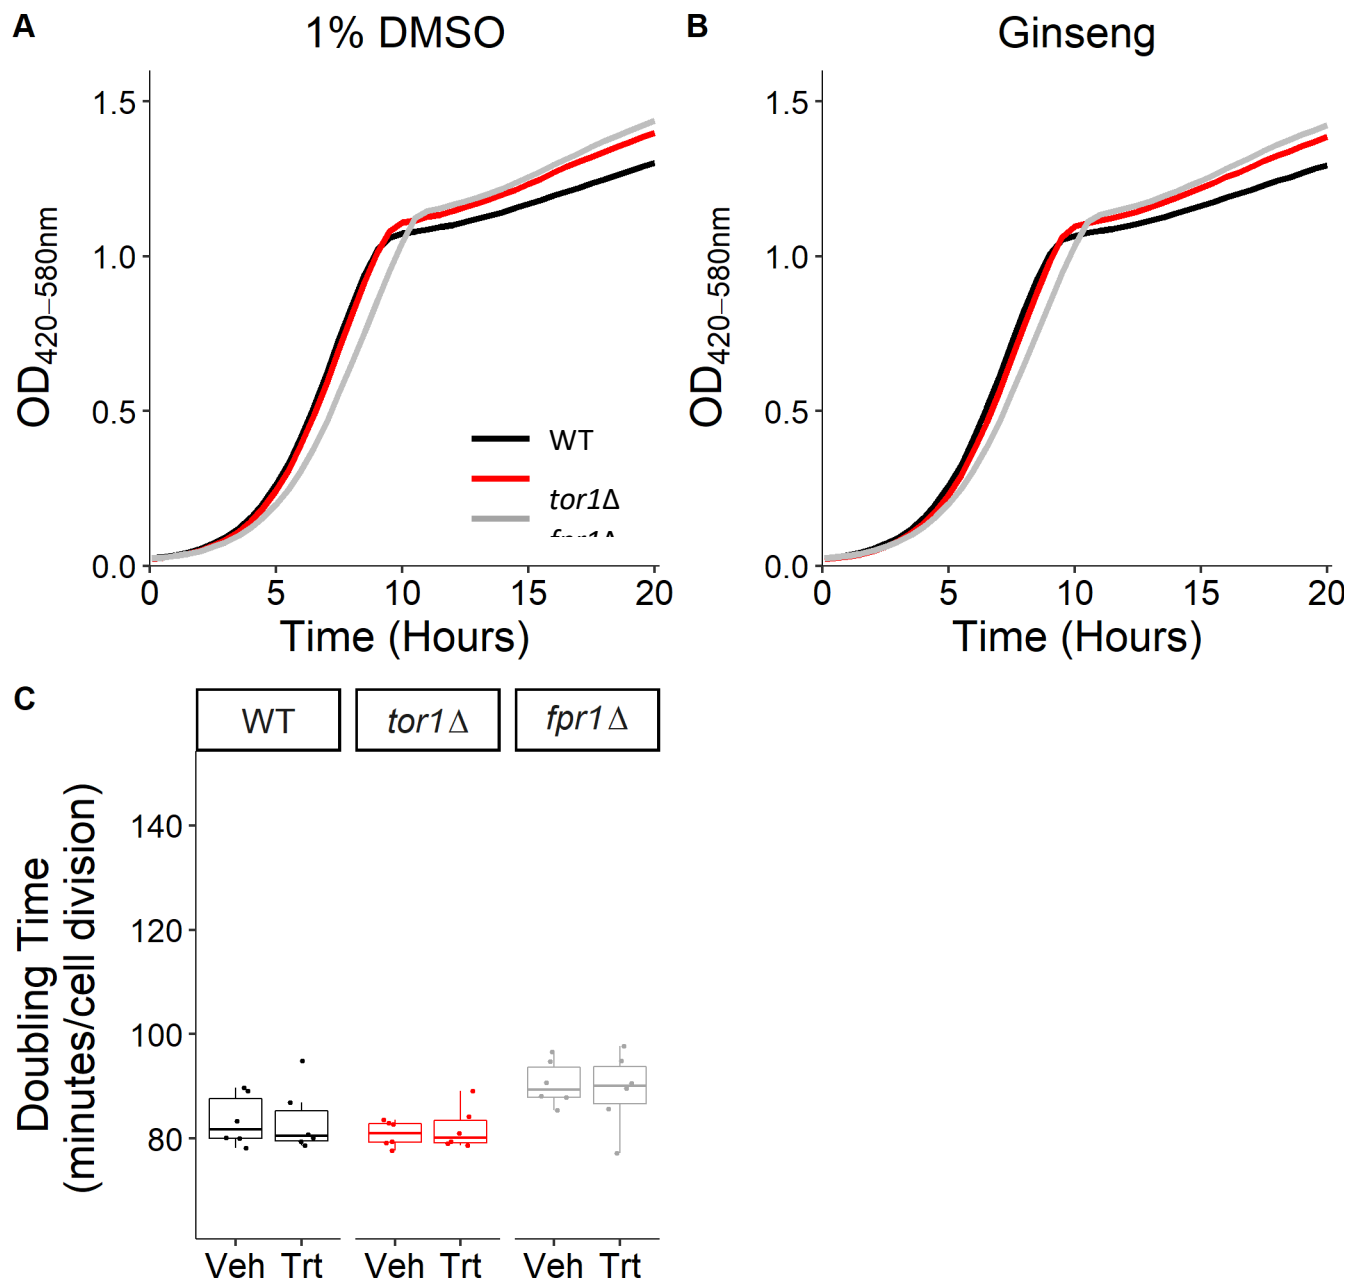 A
1% DMSO
B
Ginseng
1.5
1.0
0.5
0.0
OD420−580nm
WT
tor1Δ
0
5
10
15
20
Time (Hours)
1.5
1.0
0.5
0.0
OD420−580nm
0
5
10
15
20
Time (Hours)
C
WT
tor1Δ
fpr1Δ
140
120
100
80
Doubling Time
(minutes/cell division)
Veh Trt
Veh Trt
Veh Trt